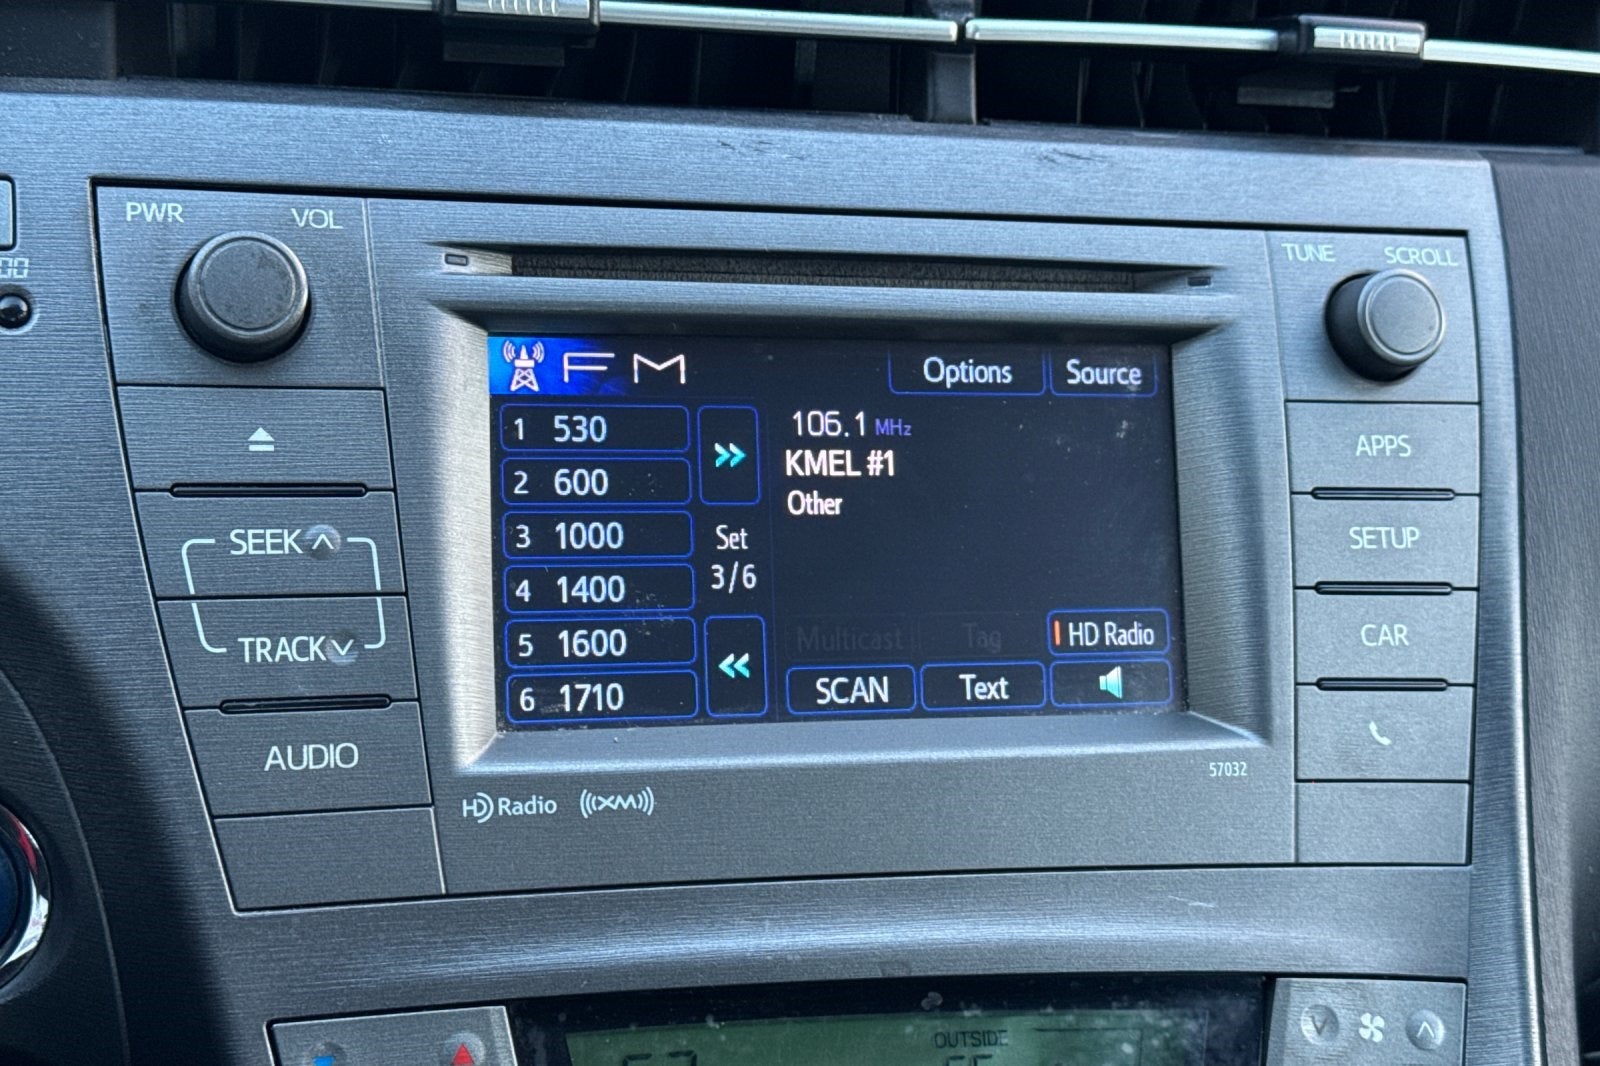 PWR VOL
TUNE SCROLL
00
FM
Options
Source
1 530
2 600
3 1000
4 1400
5 1600
6 1710
Set
3/6
106.1 MHz
KMEL #1
Other
Multicast
Tag
HD Radio
SCAN
Text
SEEK
TRACK
AUDIO
APPS
SETUP
CAR
57032
HD Radio
((XM))
OUTSIDE